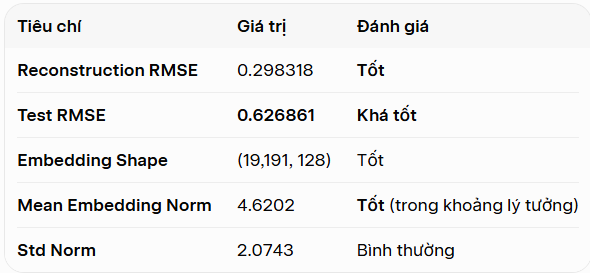 Tiêu chí Giá trị Đánh giá
Reconstruction RMSE 0.298318 Tốt
Test RMSE 0.626861 Khá tốt
Embedding Shape (19,191, 128) Tốt
Mean Embedding Norm 4.6202 Tốt (trong khoảng lý tưởng)
Std Norm 2.0743 Bình thường